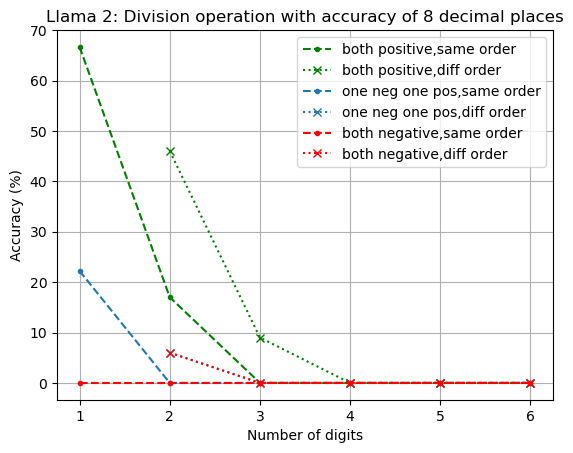 Llama 2: Division operation with accuracy of 8 decimal places
70
60
50
40
30
20
10
0
Accuracy (%)
both positive,same order
both positive,diff order
one neg one pos,same order
one neg one pos,diff order
both negative,same order
both negative,diff order
1 2 3 4 5 6
Number of digits